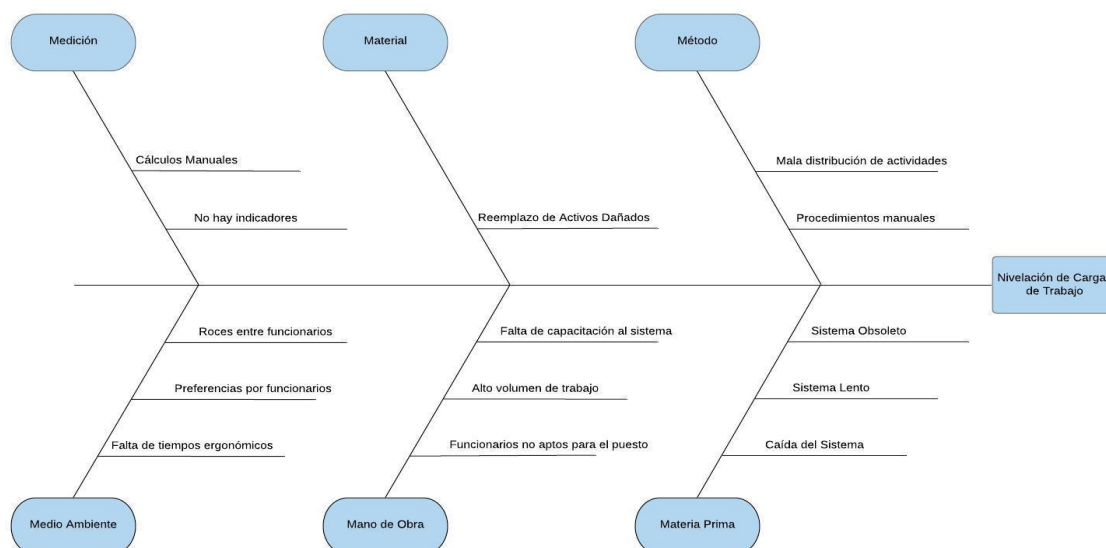 Medición
Material
Método
Cálculos Manuales
Mala distribución de actividades
No hay indicadores
Reemplazo de Activos Dañados
Procedimientos manuales
Nivelación de Carga
de Trabajo
Roces entre funcionarios
Falta de capacitación al sistema
Sistema Obsoleto
Preferencias por funcionarios
Alto volumen de trabajo
Sistema Lento
Falta de tiempos ergonómicos
Funcionarios no aptos para el puesto
Caída del Sistema
Medio Ambiente
Mano de Obra
Materia Prima